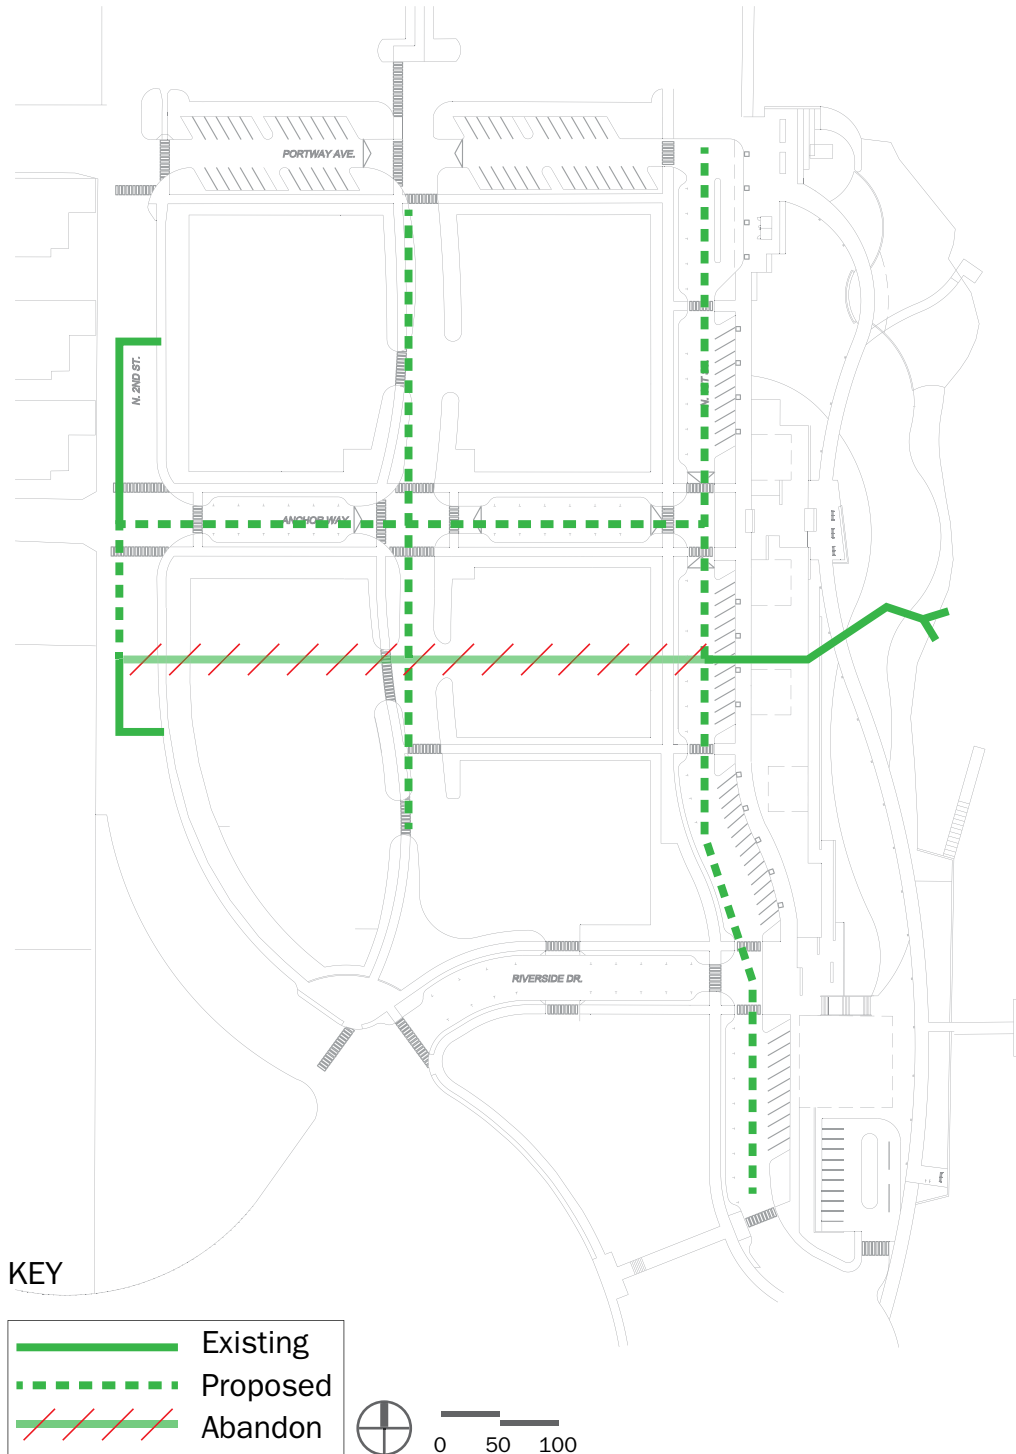 PORTWAY AVE.
N. 2ND ST.
ANCHOR WAY
RIVERSIDE DR.
KEY
Existing
Proposed
Abandon
0 50 100